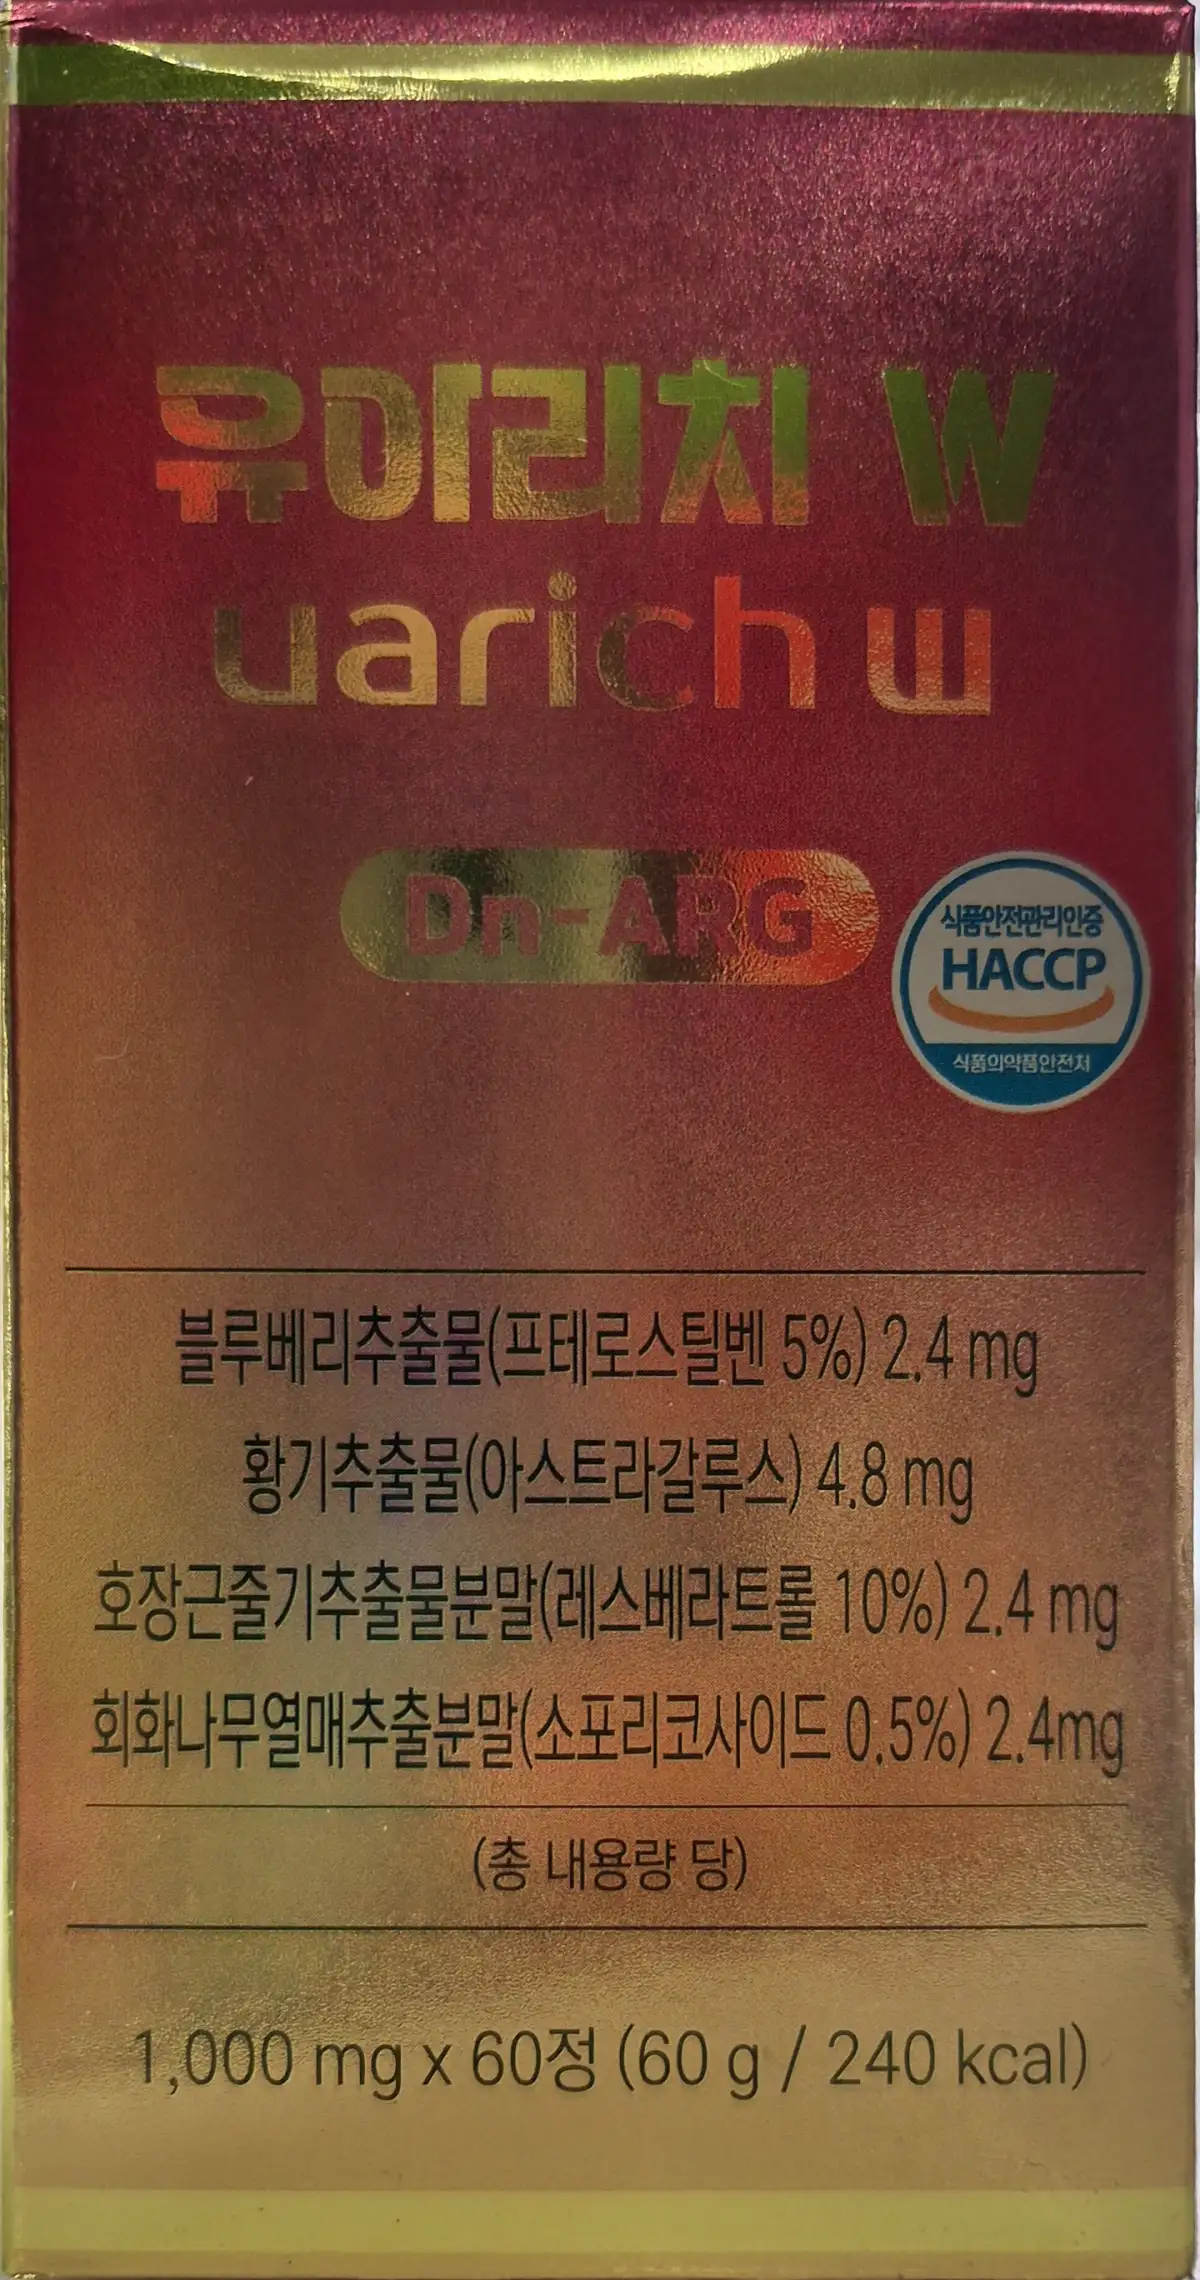 유아리치 W
uarich w
Dn-ARG
식품안전관리인증
HACCP
식품의약품안전처
블루베리추출물(프테로스틸벤 5%) 2.4 mg
황기추출물(아스트라갈루스) 4.8 mg
호장근줄기추출물분말(레스베라트롤 10%) 2.4 mg
회화나무열매추출분말(소포리코사이드 0.5%) 2.4mg
(총 내용량 당)
1,000 mg x 60정 (60 g / 240 kcal)